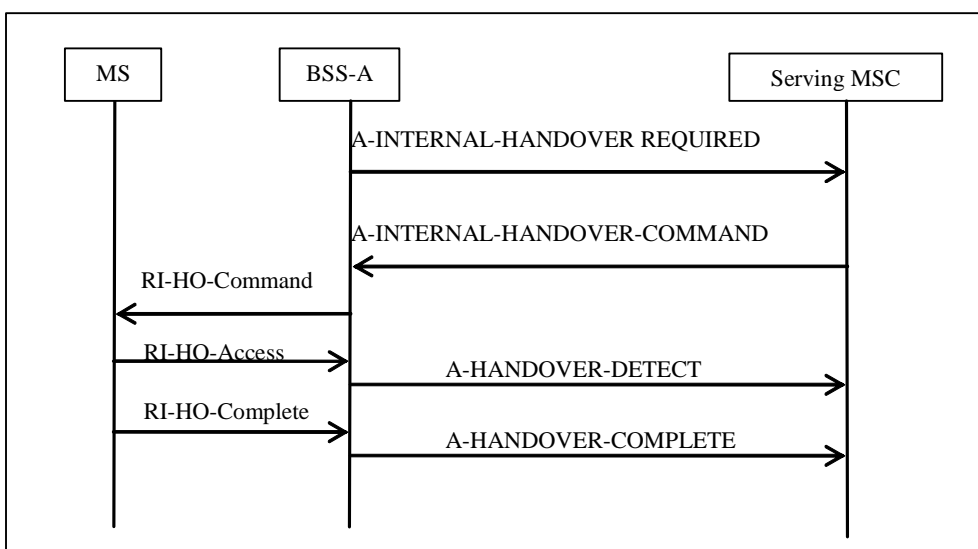 MS
BSS-A
Serving MSC
A-INTERNAL-HANDOVER REQUIRED
A-INTERNAL-HANDOVER-COMMAND
RI-HO-Command
RI-HO-Access
A-HANDOVER-DETECT
RI-HO-Complete
A-HANDOVER-COMPLETE